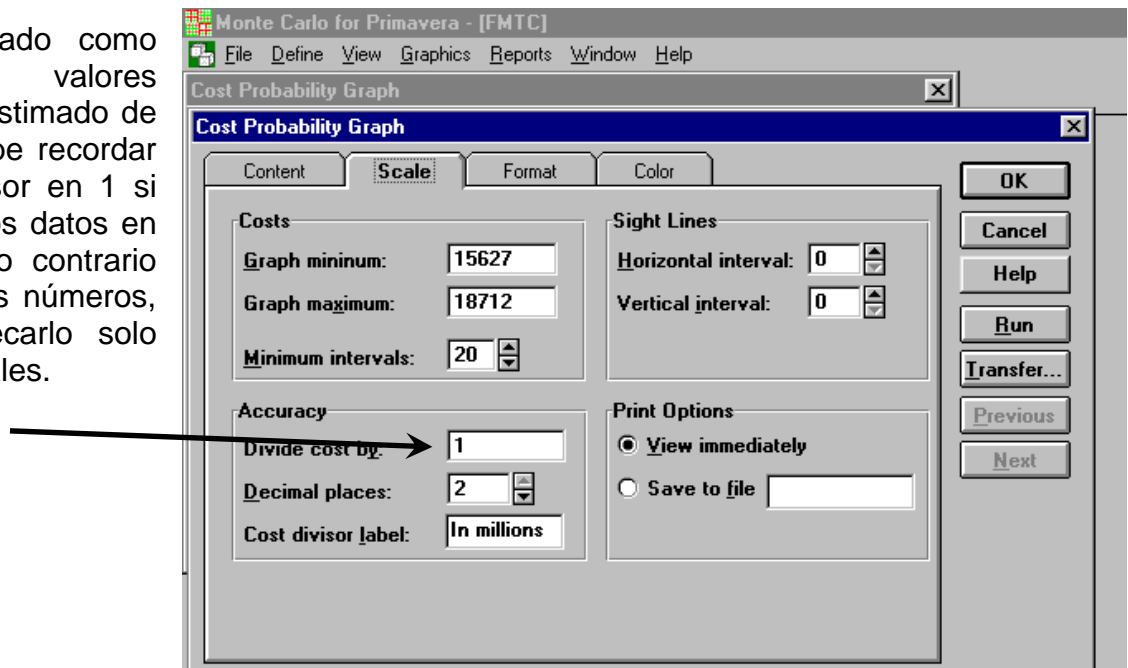 ado como
valores
stimado de
e recordar
sor en 1 si
os datos en
o contrario
s números,
ecarlo solo
les.
Monte Carlo for Primavera - [FMTC]
File Define View Graphics Reports Window Help
Cost Probability Graph
Cost Probability Graph
Content Scale Format Color
Costs
Graph mininum: 15627
Graph maximum: 18712
Minimum intervals: 20
Sight Lines
Horizontal interval: 0
Vertical interval: 0
Accuracy
Divide cost by: 1
Decimal places: 2
Cost divisor label: In millions
Print Options
View immediately
Save to file
OK
Cancel
Help
Run
Transfer...
Previous
Next